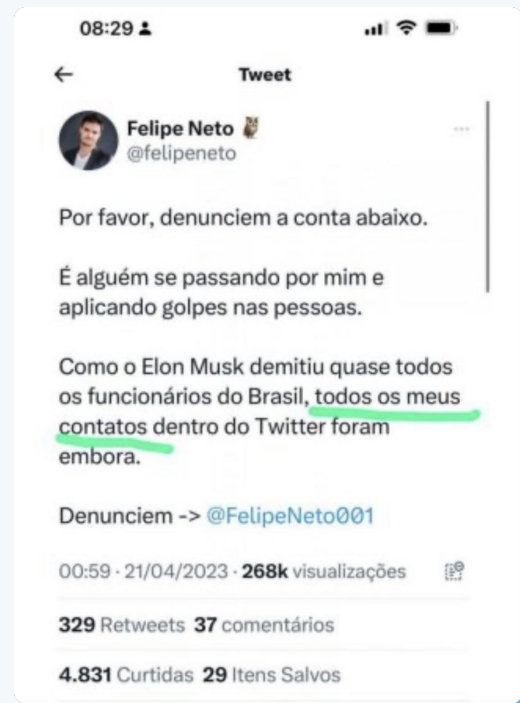 08:29
Tweet
Felipe Neto
@felipeneto
Por favor, denunciem a conta abaixo.
É alguém se passando por mim e
aplicando golpes nas pessoas.
Como o Elon Musk demitiu quase todos
os funcionários do Brasil, todos os meus
contatos dentro do Twitter foram
embora.
Denunciem -> @FelipeNeto001
00:59 · 21/04/2023 · 268k visualizações
329 Retweets 37 comentários
4.831 Curtidas 29 Itens Salvos